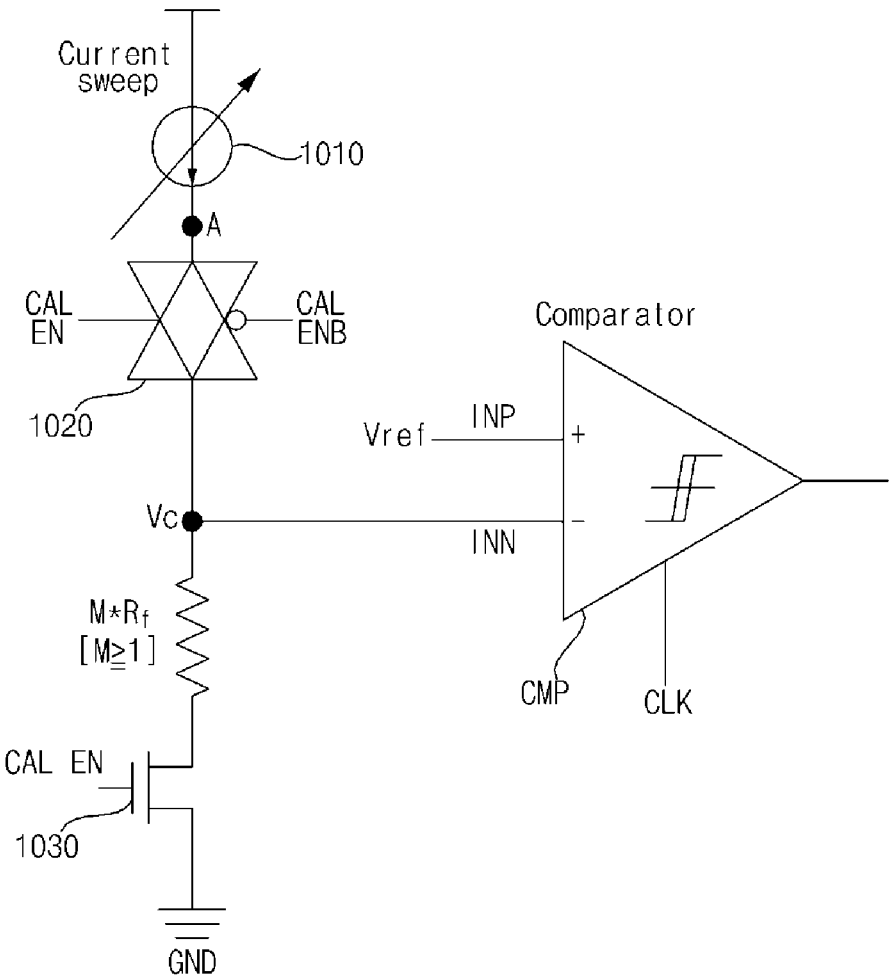 Current
sweep
1010
A
CAL
EN
CAL
ENB
1020
Comparator
Vref
INP
+
Vc
INN
-
M*Rf
[M≧1]
CMP
CLK
CAL EN
1030
GND